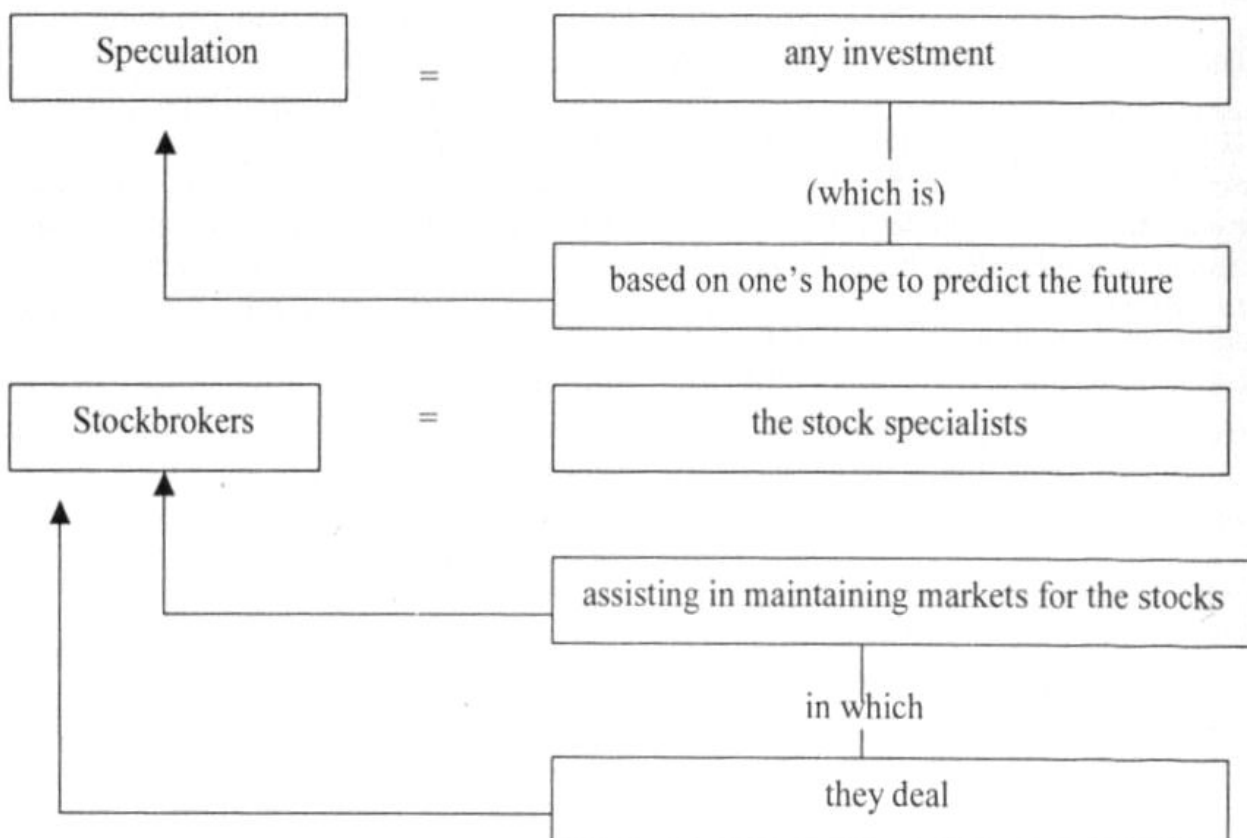 Speculation = any investment
(which is)
based on one's hope to predict the future
Stockbrokers = the stock specialists
assisting in maintaining markets for the stocks
in which
they deal